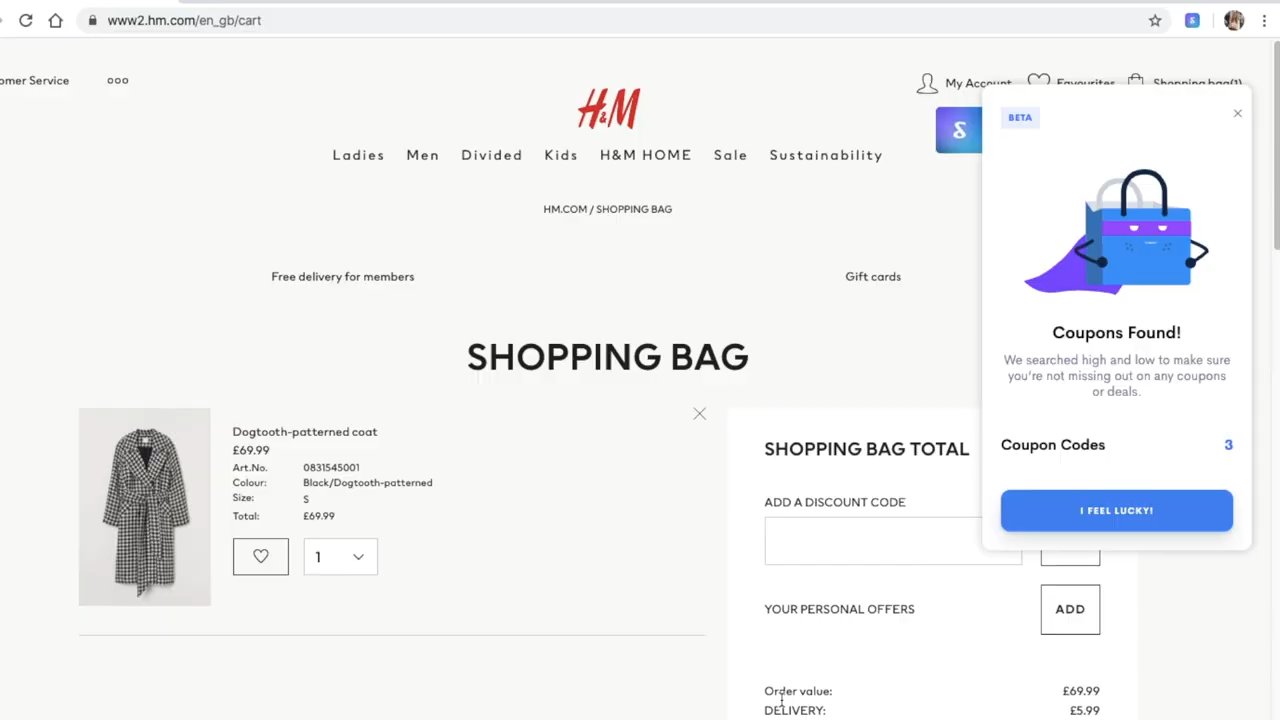 www2.hm.com/en_gb/cart
omer Service
My Account
Favourites
Shopping bag(1)
H&M
Ladies Men Divided Kids H&M HOME Sale Sustainability
HM.COM / SHOPPING BAG
Free delivery for members
Gift cards
SHOPPING BAG
Dogtooth-patterned coat
£69.99
Art.No. 0831545001
Colour: Black/Dogtooth-patterned
Size: S
Total: £69.99
1
SHOPPING BAG TOTAL
ADD A DISCOUNT CODE
YOUR PERSONAL OFFERS
ADD
Order value: £69.99
DELIVERY: £5.99
BETA
Coupons Found!
We searched high and low to make sure
you're not missing out on any coupons
or deals.
Coupon Codes 3
I FEEL LUCKY!